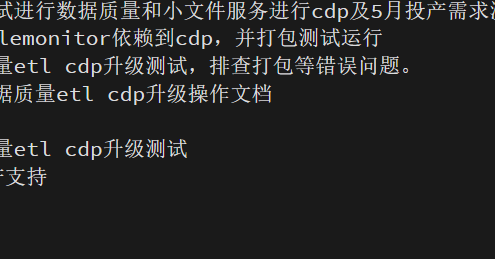 试进行数据质量和小文件服务进行cdp及5月投产需求
lemonitor依赖到cdp，并打包测试运行
量etl cdp升级测试，排查打包等错误问题。
据质量etl cdp升级操作文档
量etl cdp升级测试
支持